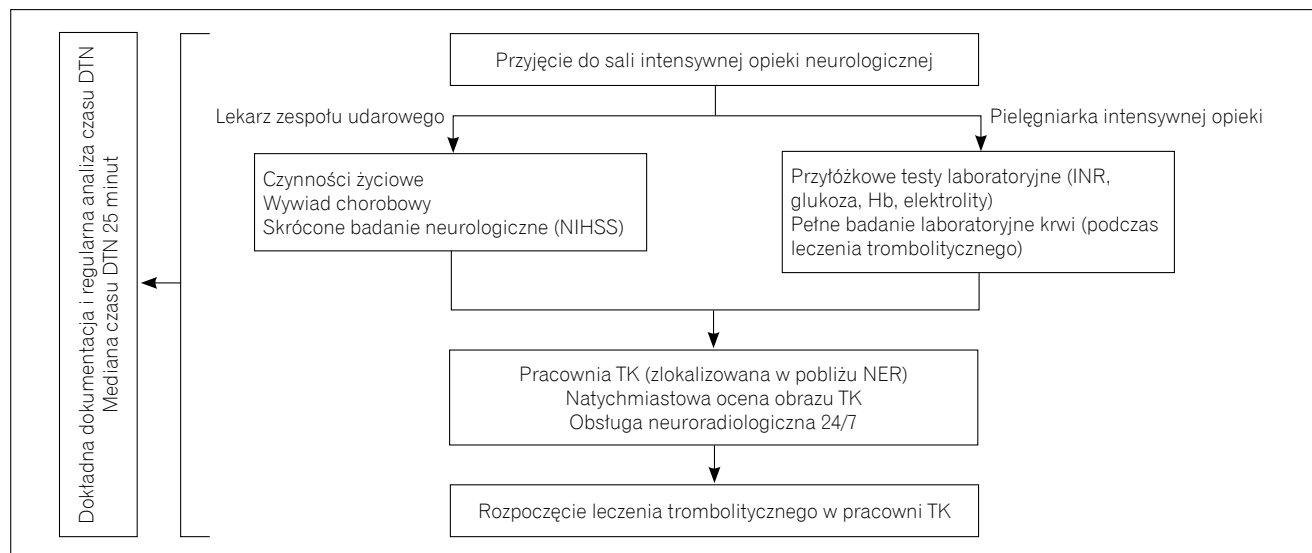 Dokładna dokumentacja i regularna analiza czasu DTN
Mediana czasu DTN 25 minut
Przyjęcie do sali intensywnej opieki neurologicznej
Lekarz zespołu udarowego
Pielęgniarka intensywnej opieki
Czynności życiowe
Wywiad chorobowy
Skrócone badanie neurologiczne (NIHSS)
Przyłóżkowe testy laboratoryjne (INR,
glukoza, Hb, elektrolity)
Pełne badanie laboratoryjne krwi (podczas
leczenia trombolitycznego)
Pracownia TK (zlokalizowana w pobliżu NER)
Natychmiastowa ocena obrazu TK
Obsługa neuroradiologiczna 24/7
Rozpoczęcie leczenia trombolitycznego w pracowni TK